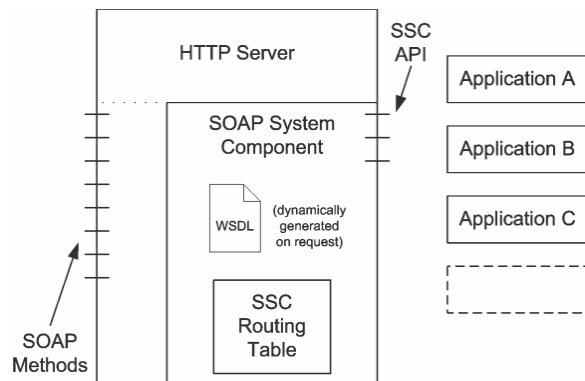 HTTP Server
SSC
API
Application A
SOAP System
Component
Application B
WSDL
(dynamically
generated
on request)
Application C
SSC
Routing
Table
SOAP
Methods